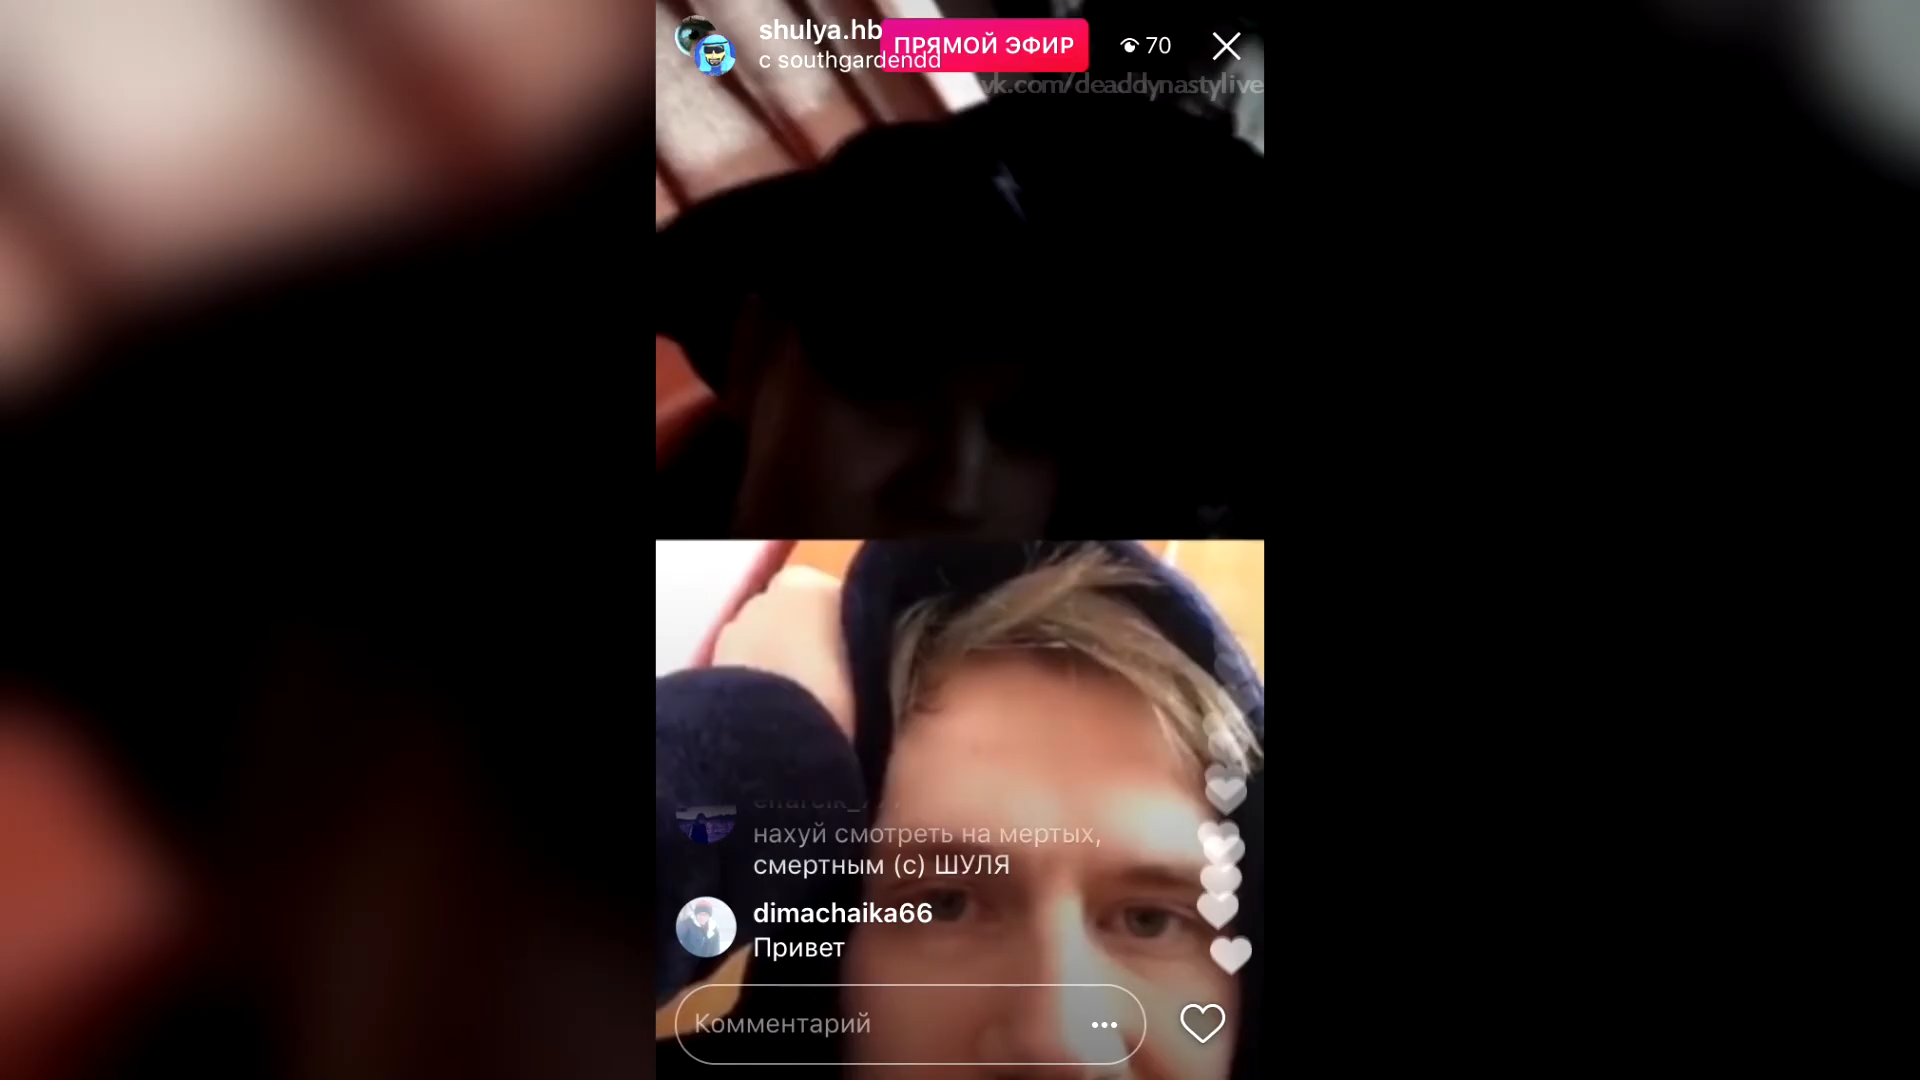 shulya.hb
ПРЯМОЙ ЭФИР
70
с southgardendd
vk.com/deaddynastylive
нахуй смотреть на мертых,
смертным (с) ШУЛЯ
dimachaika66
Привет
Комментарий